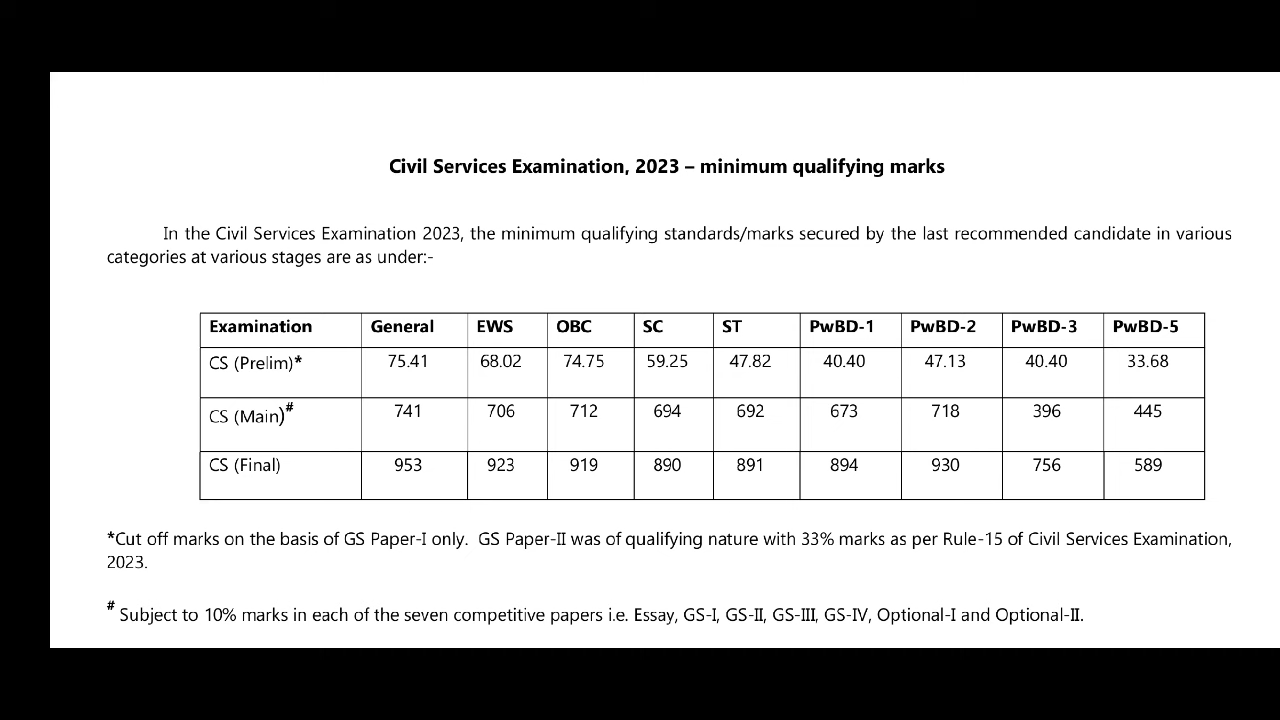 Civil Services Examination, 2023 – minimum qualifying marks
In the Civil Services Examination 2023, the minimum qualifying standards/marks secured by the last recommended candidate in various
categories at various stages are as under:-
Examination General EWS OBC SC ST PwBD-1 PwBD-2 PwBD-3 PwBD-5
CS (Prelim)* 75.41 68.02 74.75 59.25 47.82 40.40 47.13 40.40 33.68
CS (Main)# 741 706 712 694 692 673 718 396 445
CS (Final) 953 923 919 890 891 894 930 756 589
*Cut off marks on the basis of GS Paper-I only. GS Paper-II was of qualifying nature with 33% marks as per Rule-15 of Civil Services Examination,
2023.
# Subject to 10% marks in each of the seven competitive papers i.e. Essay, GS-I, GS-II, GS-III, GS-IV, Optional-I and Optional-II.